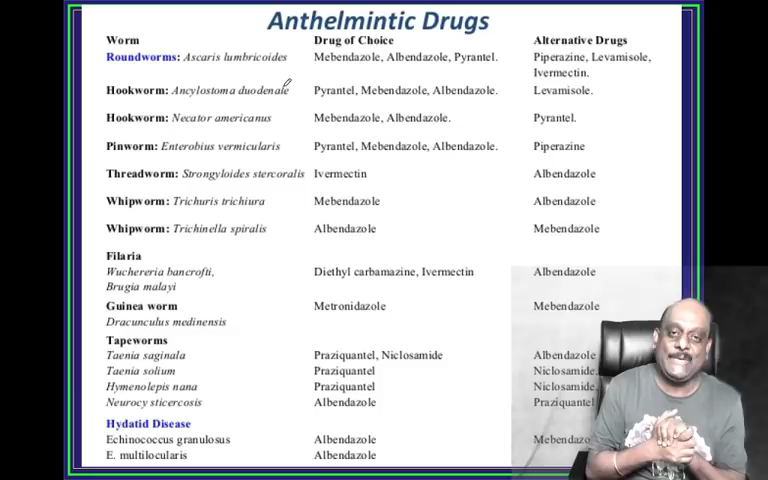 Anthelmintic Drugs
Worm Drug of Choice Alternative Drugs
Roundworms: Ascaris lumbricoides Mebendazole, Albendazole, Pyrantel. Piperazine, Levamisole,
Ivermectin.
Hookworm: Ancylostoma duodenale Pyrantel, Mebendazole, Albendazole. Levamisole.
Hookworm: Necator americanus Mebendazole, Albendazole. Pyrantel.
Pinworm: Enterobius vermicularis Pyrantel, Mebendazole, Albendazole. Piperazine
Threadworm: Strongyloides stercoralis Ivermectin Albendazole
Whipworm: Trichuris trichiura Mebendazole Albendazole
Whipworm: Trichinella spiralis Albendazole Mebendazole
Filaria
Wuchereria bancrofti, Diethyl carbamazine, Ivermectin Albendazole
Brugia malayi
Guinea worm Metronidazole Mebendazole
Dracunculus medinensis
Tapeworms
Taenia saginala Praziquantel, Niclosamide Albendazole
Taenia solium Praziquantel Niclosamide,
Hymenolepis nana Praziquantel Niclosamide,
Neurocy sticercosis Albendazole Praziquantel
Hydatid Disease
Echinococcus granulosus Albendazole Mebendazo
E. multilocularis Albendazole